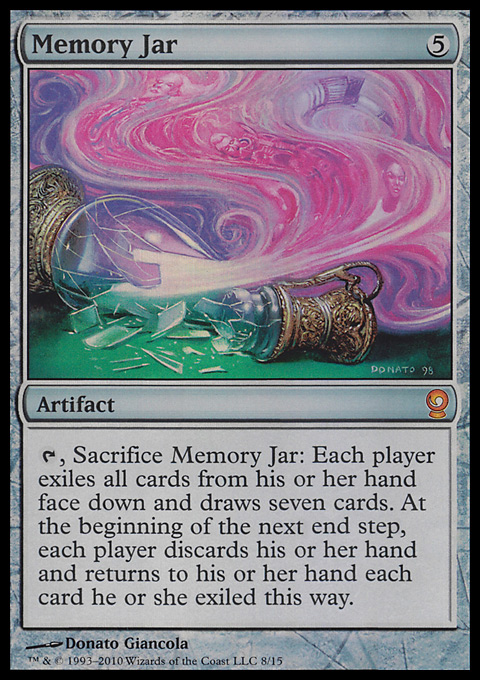 Memory Jar 5
DONATO 98
Artifact
, Sacrifice Memory Jar: Each player
exiles all cards from his or her hand
face down and draws seven cards. At
the beginning of the next end step,
each player discards his or her hand
and returns to his or her hand each
card he or she exiled this way.
Donato Giancola
™ & © 1993–2010 Wizards of the Coast LLC 8/15